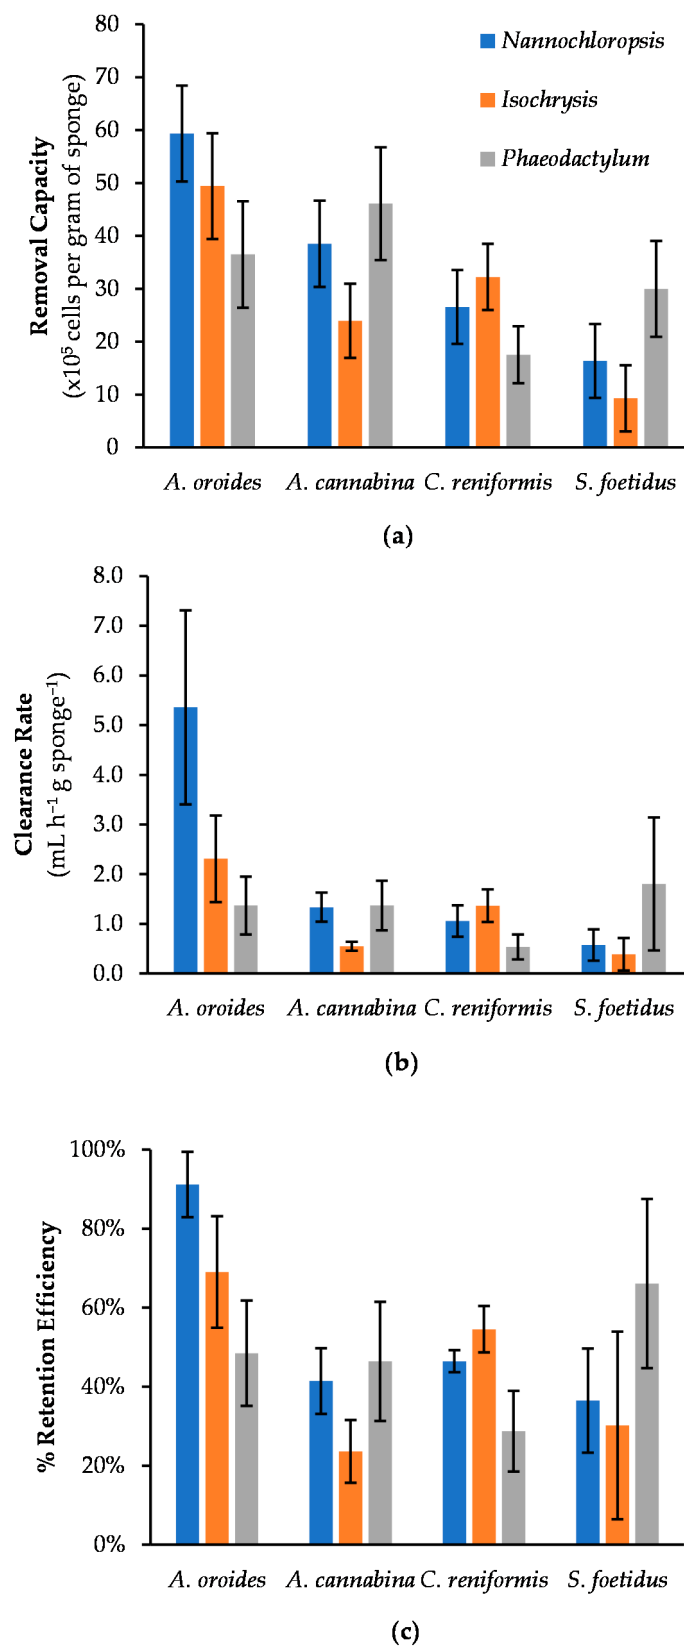 80
70
60
50
40
30
20
10
0
Removal Capacity
(x10⁵ cells per gram of sponge)
Nannochloropsis
Isochrysis
Phaeodactylum
A. oroides A. cannabina C. reniformis S. foetidus
(a)
8.0
7.0
6.0
5.0
4.0
3.0
2.0
1.0
0.0
Clearance Rate
(mL h⁻¹ g sponge⁻¹)
A. oroides A. cannabina C. reniformis S. foetidus
(b)
100%
80%
60%
40%
20%
0%
% Retention Efficiency
A. oroides A. cannabina C. reniformis S. foetidus
(c)